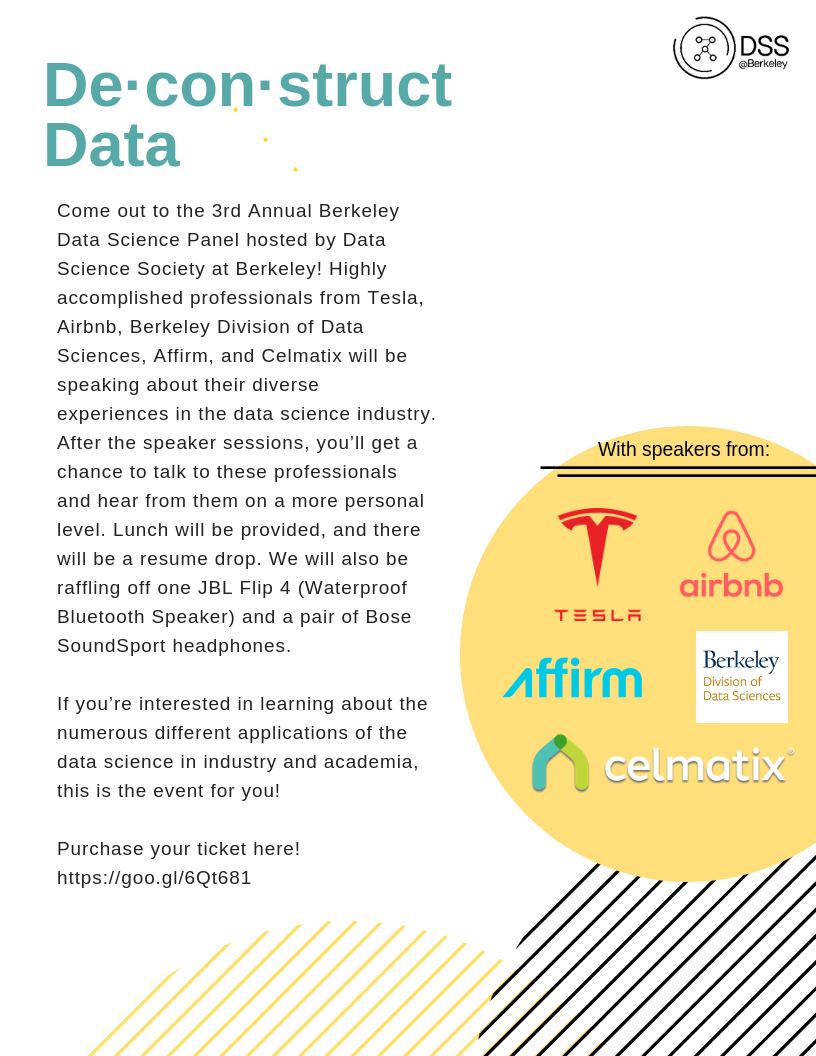 DSS
@Berkeley
De·con·struct
Data
Come out to the 3rd Annual Berkeley
Data Science Panel hosted by Data
Science Society at Berkeley! Highly
accomplished professionals from Tesla,
Airbnb, Berkeley Division of Data
Sciences, Affirm, and Celmatix will be
speaking about their diverse
experiences in the data science industry.
After the speaker sessions, you’ll get a
chance to talk to these professionals
and hear from them on a more personal
level. Lunch will be provided, and there
will be a resume drop. We will also be
raffling off one JBL Flip 4 (Waterproof
Bluetooth Speaker) and a pair of Bose
SoundSport headphones.
If you’re interested in learning about the
numerous different applications of the
data science in industry and academia,
this is the event for you!
Purchase your ticket here!
https://goo.gl/6Qt681
With speakers from:
TESLA
airbnb
affirm
Berkeley
Division of
Data Sciences
celmatix®